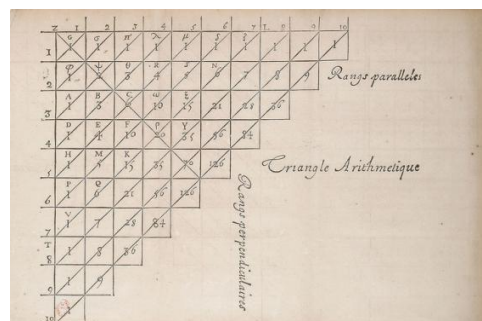 Z 1 2 3 4 5 6 7 L 8 9 10
1 G 1 σ 1 π 1 λ 1 μ 1 1 1 1 1 1
2 φ 1 ψ 2 θ 3 R 4 S 5 N 6 7 8 9 Rangs paralleles
3 A 1 B 3 C 6 ω 10 ξ 15 21 28 36
4 D 1 E 4 F 10 ρ 20 Y 35 56 84
Triangle Arithmetique
5 H 1 M 5 K 15 35 70 126
6 P 1 Q 6 21 56 126
7 V 1 7 28 84
8 T 1 8 36
9 1 9
10 1
Rangs perpendiculaires